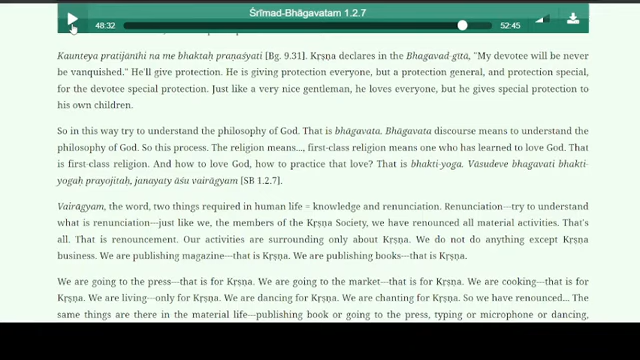 Śrīmad-Bhāgavatam 1.2.7
48:32
52:45
Kaunteya pratijānīhi na me bhaktaḥ praṇaśyati [Bg. 9.31]. Kṛṣṇa declares in the Bhagavad-gītā, "My devotee will be never
be vanquished." He'll give protection. He is giving protection everyone, but a protection general, and protection special,
for the devotee special protection. Just like a very nice gentleman, he loves everyone, but he gives special protection to
his own children.
So in this way try to understand the philosophy of God. That is bhāgavata. Bhāgavata discourse means to understand the
philosophy of God. So this process. The religion means..., first-class religion means one who has learned to love God. That
is first-class religion. And how to love God, how to practice that love? That is bhakti-yoga. Vāsudeve bhagavati bhakti-
yogaḥ prayojitaḥ, janayaty āśu vairāgyam [SB 1.2.7].
Vairāgyam, the word, two things required in human life = knowledge and renunciation. Renunciation---try to understand
what is renunciation---just like we, the members of the Kṛṣṇa Society, we have renounced all material activities. That's
all. That is renouncement. Our activities are surrounding only about Kṛṣṇa. We do not do anything except Kṛṣṇa
business. We are publishing magazine---that is Kṛṣṇa. We are publishing books---that is Kṛṣṇa.
We are going to the press---that is for Kṛṣṇa. We are going to the market---that is for Kṛṣṇa. We are cooking---that is for
Kṛṣṇa. We are living---only for Kṛṣṇa. We are dancing for Kṛṣṇa. We are chanting for Kṛṣṇa. So we have renounced... The
same things are there in the material life---publishing book or going to the press, typing or microphone or dancing,